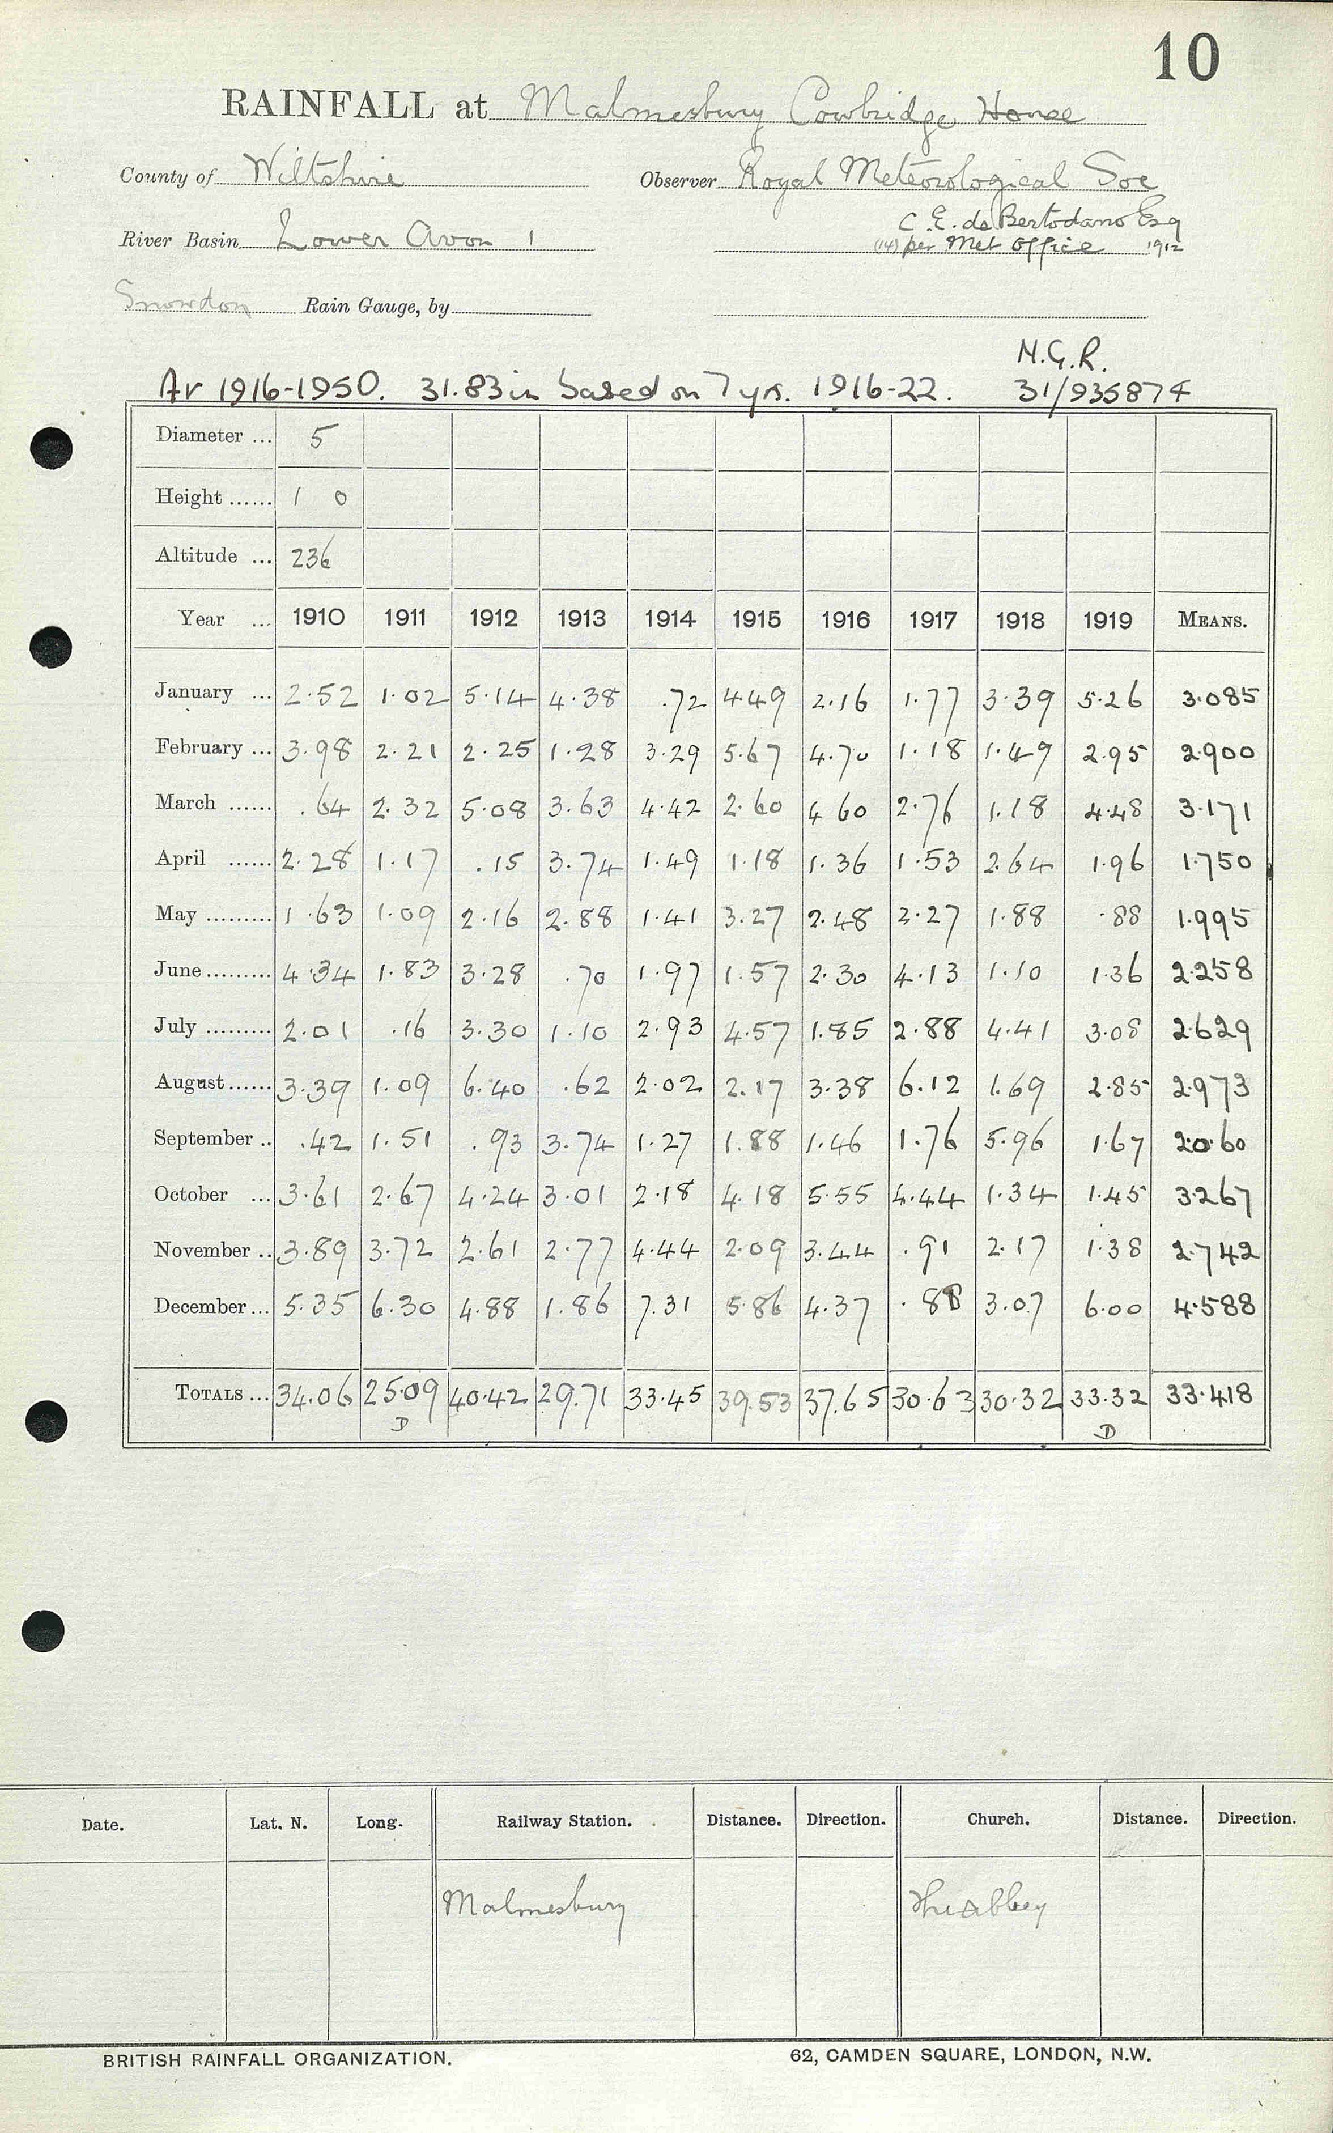 10
RAINFALL at Malmesbury Cowbridge House
County of Wiltshire Observer Royal Meteorological Soc
C. E. de Bertodano Esq
River Basin Lower Avon 1 (14) per Met Office 1912
Snowdon Rain Gauge, by
N.G.R.
Av 1916-1950. 31.83in based on 7 yrs. 1916-22. 31/935874
Diameter ... 5
Height ...... 1 0
Altitude ... 236
Year ... 1910 1911 1912 1913 1914 1915 1916 1917 1918 1919 MEANS.
January ... 2.52 1.02 5.14 4.38 .72 4.49 2.16 1.77 3.39 5.26 3.085
February ... 3.98 2.21 2.25 1.28 3.29 5.67 4.70 1.18 1.49 2.95 2.900
March ...... .64 2.32 5.08 3.63 4.42 2.60 4.60 2.76 1.18 4.48 3.171
April ...... 2.28 1.17 .15 3.74 1.49 1.18 1.36 1.53 2.64 1.96 1.750
May ......... 1.63 1.09 2.16 2.88 1.41 3.27 2.48 2.27 1.88 .88 1.995
June ......... 4.34 1.83 3.28 .70 1.97 1.57 2.30 4.13 1.10 1.36 2.258
July ......... 2.01 .16 3.30 1.10 2.93 4.57 1.85 2.88 4.41 3.08 2.629
August ...... 3.39 1.09 6.40 .62 2.02 2.17 3.38 6.12 1.69 2.85 2.973
September .. .42 1.51 .93 3.74 1.27 1.88 1.46 1.76 5.96 1.67 2.060
October ... 3.61 2.67 4.24 3.01 2.18 4.18 5.55 4.44 1.34 1.45 3.267
November .. 3.89 3.72 2.61 2.77 4.44 2.09 3.44 .91 2.17 1.38 2.742
December ... 5.35 6.30 4.88 1.86 7.31 5.86 4.37 .88 3.07 6.00 4.588
TOTALS ... 34.06 25.09 40.42 29.71 33.45 39.53 37.65 30.63 30.32 33.32 33.418
D D
Date. Lat. N. Long. Railway Station. Distance. Direction. Church. Distance. Direction.
Malmesbury The Abbey
BRITISH RAINFALL ORGANIZATION. 62, CAMDEN SQUARE, LONDON, N.W.